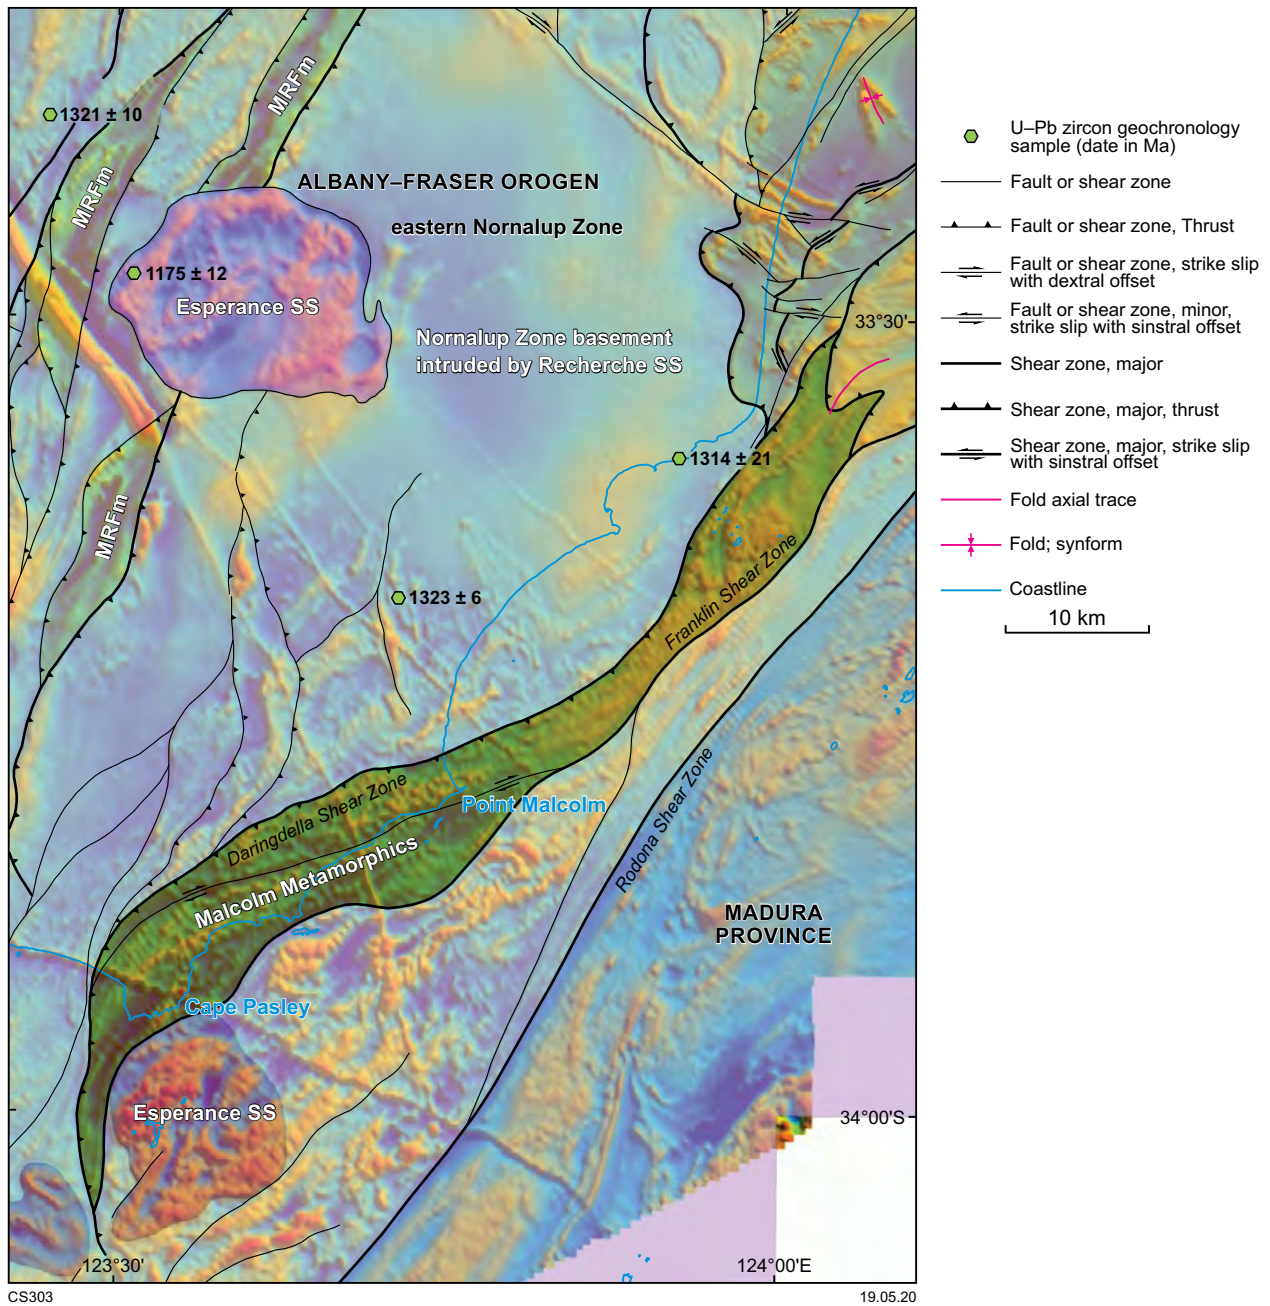 MRFm
1321 ± 10
MRFm
ALBANY–FRASER OROGEN
eastern Nornalup Zone
1175 ± 12
Esperance SS
Nornalup Zone basement
intruded by Recherche SS
33°30'
1314 ± 21
MRFm
Franklin Shear Zone
1323 ± 6
Daringdella Shear Zone
Point Malcolm
Malcolm Metamorphics
Rodona Shear Zone
MADURA
PROVINCE
Cape Pasley
Esperance SS
34°00'S
123°30'
124°00'E
CS303
19.05.20
U–Pb zircon geochronology
sample (date in Ma)
Fault or shear zone
Fault or shear zone, Thrust
Fault or shear zone, strike slip
with dextral offset
Fault or shear zone, minor,
strike slip with sinstral offset
Shear zone, major
Shear zone, major, thrust
Shear zone, major, strike slip
with sinstral offset
Fold axial trace
Fold; synform
Coastline
10 km